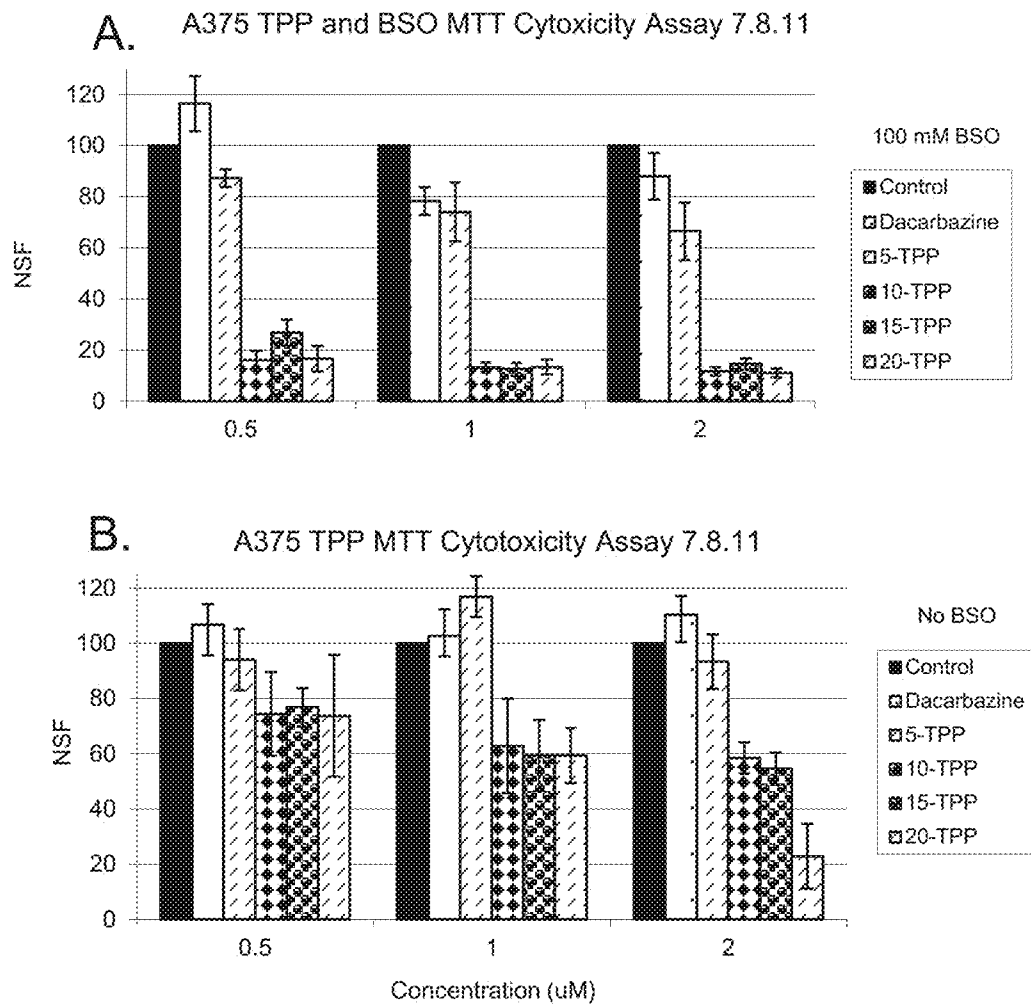 A.
A375 TPP and BSO MTT Cytoxicity Assay 7.8.11
120
100
80
60
40
20
0
NSF
0.5
1
2
100 mM BSO
Control
Dacarbazine
5-TPP
10-TPP
15-TPP
20-TPP
B.
A375 TPP MTT Cytotoxicity Assay 7.8.11
120
100
80
60
40
20
0
NSF
0.5
1
2
Concentration (uM)
No BSO
Control
Dacarbazine
5-TPP
10-TPP
15-TPP
20-TPP